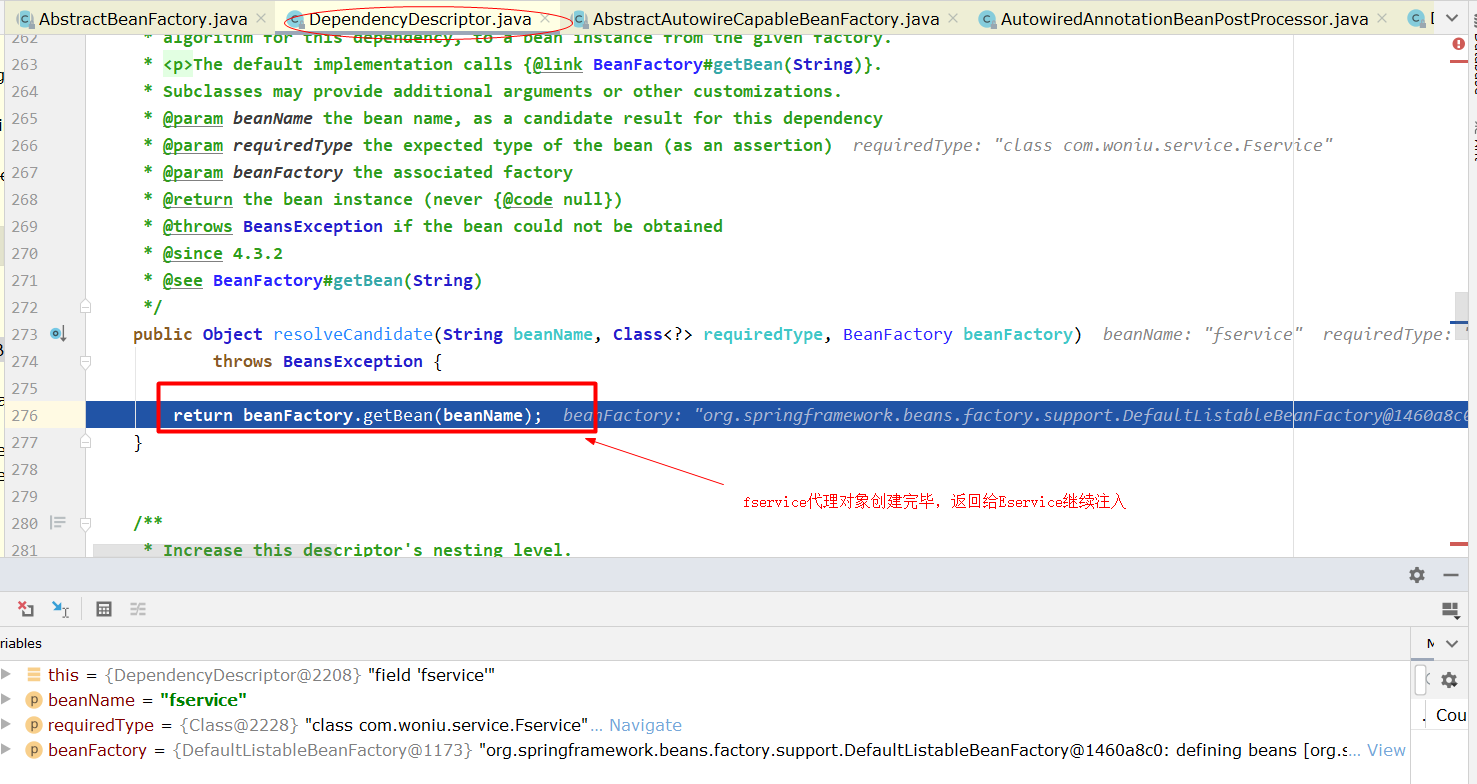 AbstractBeanFactory.java DependencyDescriptor.java AbstractAutowireCapableBeanFactory.java AutowiredAnnotationBeanPostProcessor.java
262 * algorithm for this dependency, to a bean instance from the given factory.
263 * <p>The default implementation calls {@link BeanFactory#getBean(String)}.
264 * Subclasses may provide additional arguments or other customizations.
265 * @param beanName the bean name, as a candidate result for this dependency
266 * @param requiredType the expected type of the bean (as an assertion) requiredType: "class com.woniu.service.Fservice"
267 * @param beanFactory the associated factory
268 * @return the bean instance (never {@code null})
269 * @throws BeansException if the bean could not be obtained
270 * @since 4.3.2
271 * @see BeanFactory#getBean(String)
272 */
273 public Object resolveCandidate(String beanName, Class<?> requiredType, BeanFactory beanFactory) beanName: "fservice" requiredType: "
274 throws BeansException {
275
276 return beanFactory.getBean(beanName); beanFactory: "org.springframework.beans.factory.support.DefaultListableBeanFactory@1460a8c0
277 }
278
279
fservice代理对象创建完毕，返回给Eservice继续注入
280 /**
281 * Increase this descriptor's nesting level.
riables
this = {DependencyDescriptor@2208} "field 'fservice'"
beanName = "fservice"
requiredType = {Class@2228} "class com.woniu.service.Fservice"... Navigate
Cou
beanFactory = {DefaultListableBeanFactory@1173} "org.springframework.beans.factory.support.DefaultListableBeanFactory@1460a8c0: defining beans [org.s... View